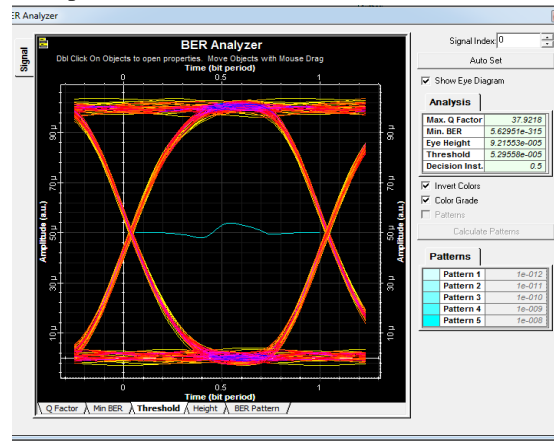 BER Analyzer
Signal
BER Analyzer
Dbl Click On Objects to open properties. Move Objects with Mouse Drag
Time (bit period)
0 0.5 1
Amplitude (a.u.)
90 µ
70 µ
50 µ
30 µ
10 µ
Amplitude (a.u.)
90 µ
70 µ
50 µ
30 µ
10 µ
0 0.5 1
Time (bit period)
Q Factor Min BER Threshold Height BER Pattern
Signal Index: 0
Auto Set
Show Eye Diagram
Analysis
Max. Q Factor 37.9218
Min. BER 5.62951e-315
Eye Height 9.21553e-005
Threshold 5.29558e-005
Decision Inst. 0.5
Invert Colors
Color Grade
Patterns
Calculate Patterns
Patterns
Pattern 1 1e-012
Pattern 2 1e-011
Pattern 3 1e-010
Pattern 4 1e-009
Pattern 5 1e-008